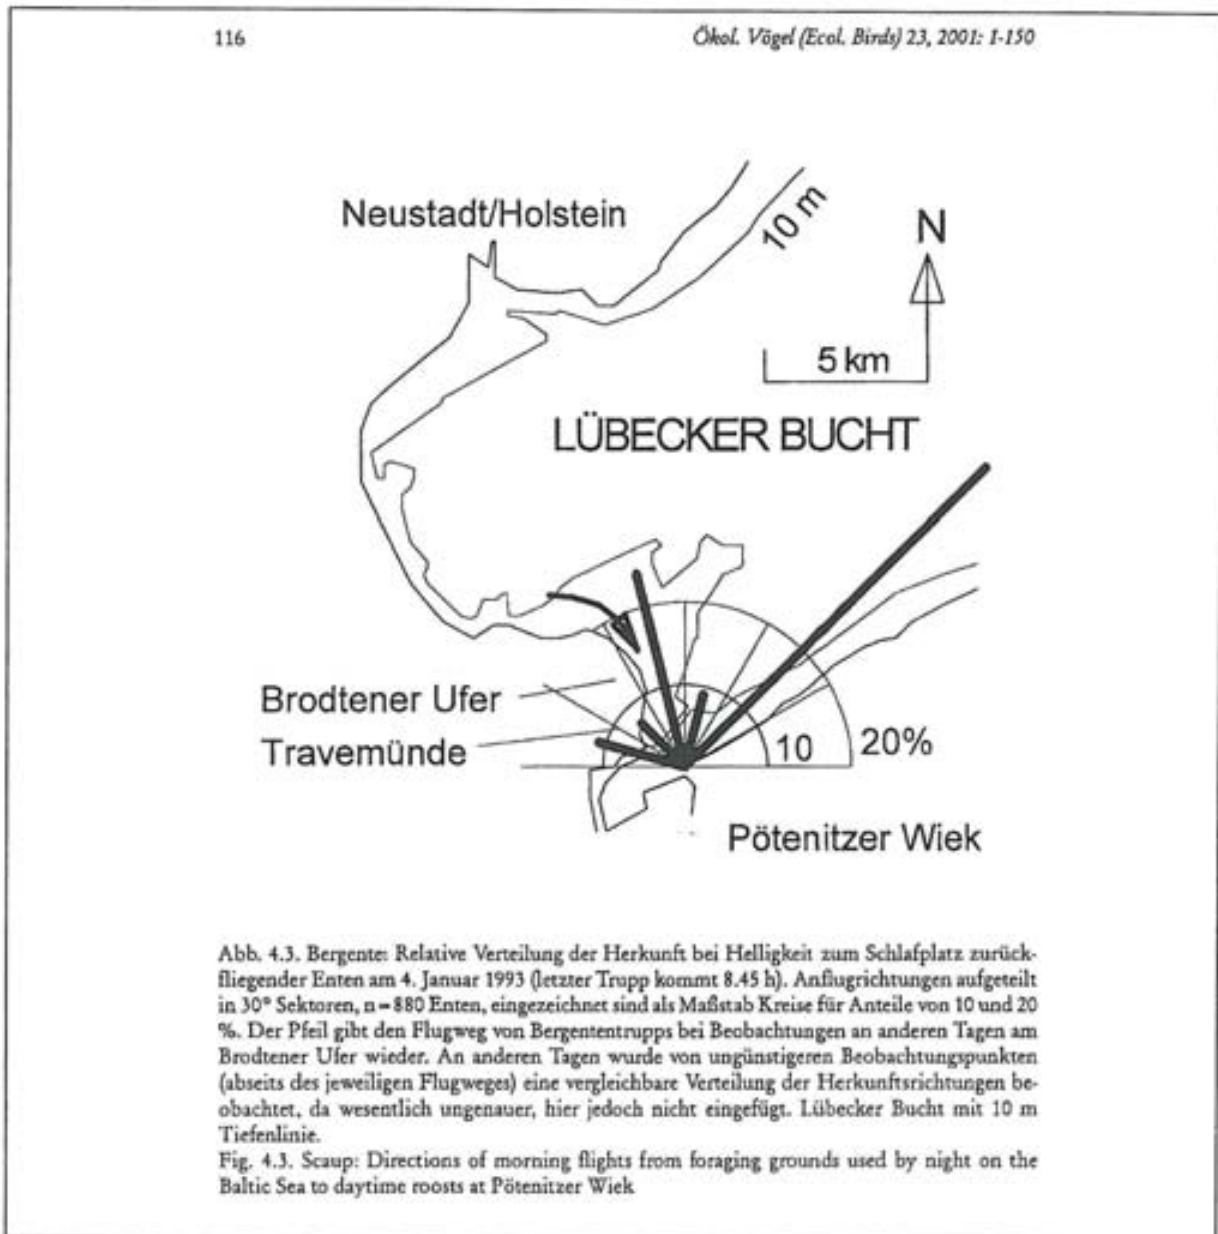 116
Ökol. Vögel (Ecol. Birds) 23, 2001: 1-150
Neustadt/Holstein
10 m
N
5 km
LÜBECKER BUCHT
Brodtener Ufer
Travemünde
10
20%
Pötenitzer Wiek
Abb. 4.3. Bergente: Relative Verteilung der Herkunft bei Helligkeit zum Schlafplatz zurück-
fliegender Enten am 4. Januar 1993 (letzter Trupp kommt 8.45 h). Anflugrichtungen aufgeteilt
in 30° Sektoren, n = 880 Enten, eingezeichnet sind als Maßstab Kreise für Anteile von 10 und 20
%. Der Pfeil gibt den Flugweg von Bergententrupps bei Beobachtungen an anderen Tagen am
Brodtener Ufer wieder. An anderen Tagen wurde von ungünstigeren Beobachtungspunkten
(abseits des jeweiligen Flugweges) eine vergleichbare Verteilung der Herkunftsrichtungen be-
obachtet, da wesentlich ungenauer, hier jedoch nicht eingefügt. Lübecker Bucht mit 10 m
Tiefenlinie.
Fig. 4.3. Scaup: Directions of morning flights from foraging grounds used by night on the
Baltic Sea to daytime roosts at Pötenitzer Wiek